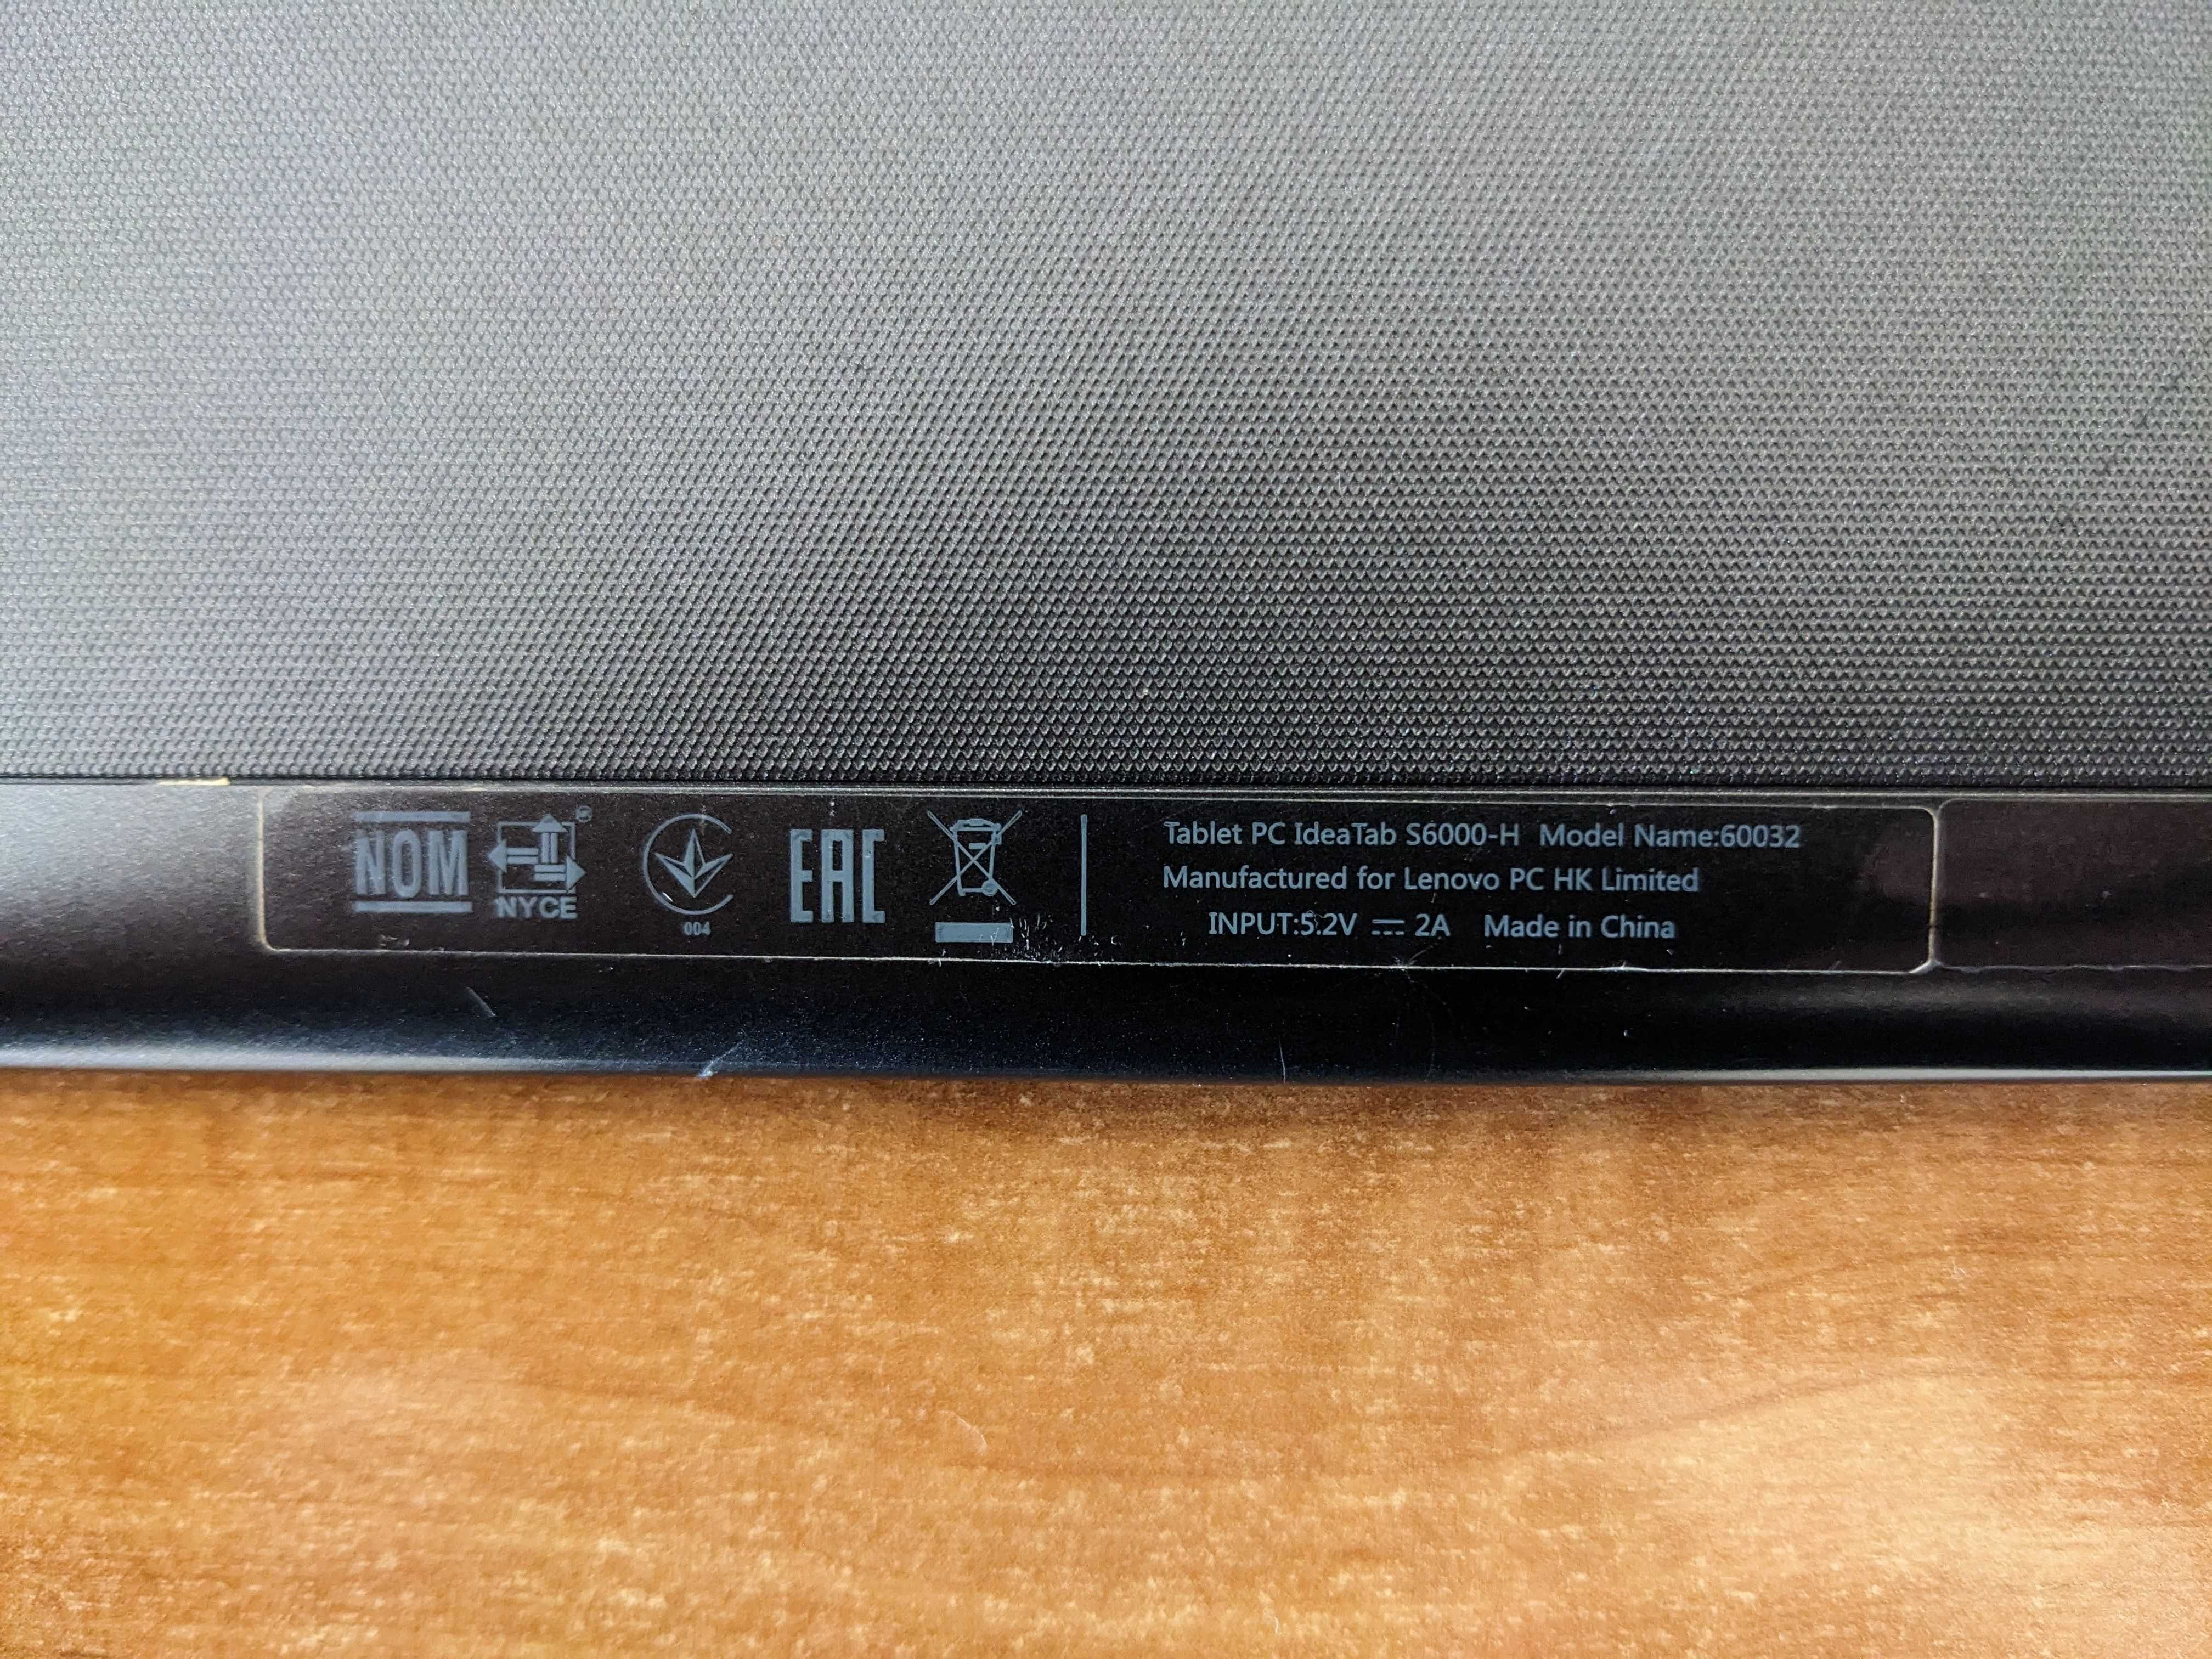 NOM
NYCE
004
EAC
Tablet PC IdeaTab S6000-H Model Name:60032
Manufactured for Lenovo PC HK Limited
INPUT:5.2V ⎓ 2A Made in China